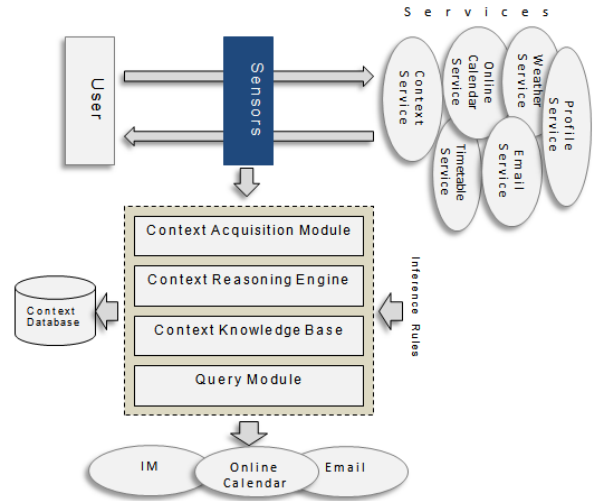 Services
User
Sensors
Context
Service
Online
Calendar
Service
Weather
Service
Profile
Service
Timetable
Service
Email
Service
Context Acquisition Module
Context Reasoning Engine
Context Knowledge Base
Query Module
Context
Database
Inference Rules
IM
Online
Calendar
Email